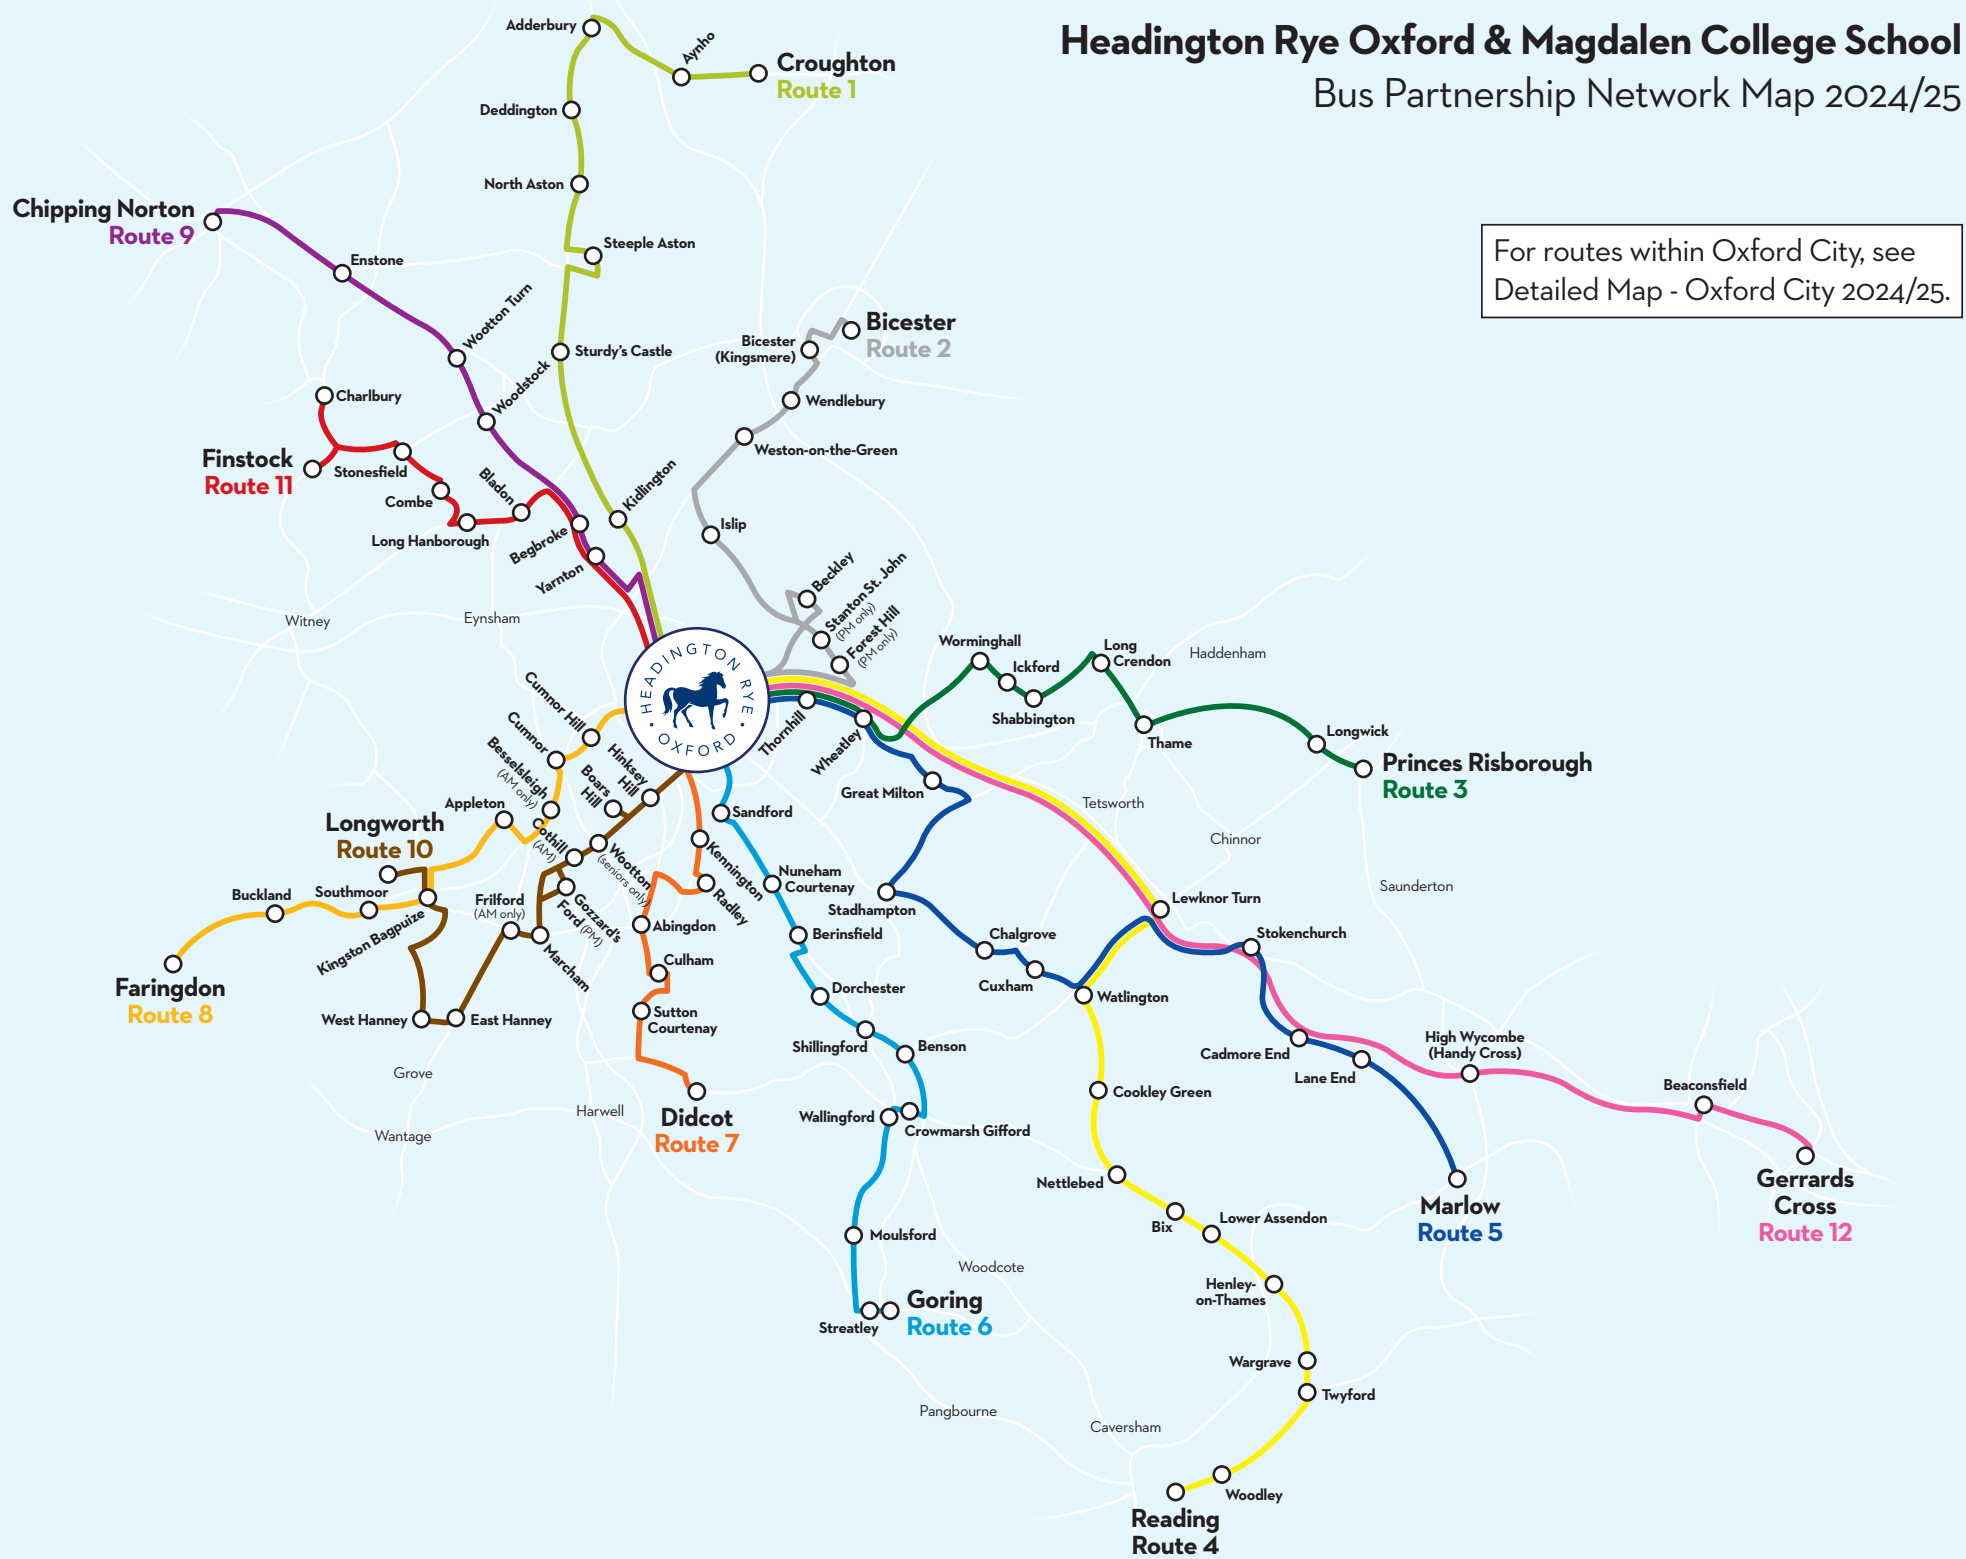 Headington Rye Oxford & Magdalen College School
Bus Partnership Network Map 2024/25
For routes within Oxford City, see
Detailed Map - Oxford City 2024/25.
Adderbury
Aynho
Croughton
Route 1
Deddington
North Aston
Steeple Aston
Sturdy's Castle
Kidlington
Chipping Norton
Route 9
Enstone
Wootton Turn
Woodstock
Begbroke
Yarnton
Bicester
Route 2
Bicester
(Kingsmere)
Wendlebury
Weston-on-the-Green
Islip
Beckley
Stanton St. John
(PM only)
Forest Hill
(PM only)
Charlbury
Finstock
Route 11
Stonesfield
Combe
Long Hanborough
Bladon
Witney
Eynsham
HEADINGTON RYE
OXFORD
Worminghall
Ickford
Shabbington
Long
Crendon
Haddenham
Thame
Longwick
Princes Risborough
Route 3
Thornhill
Wheatley
Great Milton
Tetsworth
Chinnor
Saunderton
Cumnor Hill
Cumnor
Besselsleigh
(AM only)
Appleton
Longworth
Route 10
Buckland
Southmoor
Kingston Bagpuize
Faringdon
Route 8
Hinksey
Hill
Boars
Hill
Cothill
(AM)
Wootton
(seniors only)
Gozzard's
Ford (PM)
Frilford
(AM only)
Marcham
West Hanney
East Hanney
Grove
Wantage
Harwell
Kennington
Radley
Abingdon
Culham
Sutton
Courtenay
Didcot
Route 7
Sandford
Nuneham
Courtenay
Berinsfield
Dorchester
Shillingford
Benson
Wallingford
Crowmarsh Gifford
Moulsford
Streatley
Goring
Route 6
Woodcote
Pangbourne
Caversham
Stadhampton
Chalgrove
Cuxham
Watlington
Lewknor Turn
Stokenchurch
Cadmore End
Lane End
Marlow
Route 5
High Wycombe
(Handy Cross)
Beaconsfield
Gerrards
Cross
Route 12
Cookley Green
Nettlebed
Bix
Lower Assendon
Henley-
on-Thames
Wargrave
Twyford
Woodley
Reading
Route 4